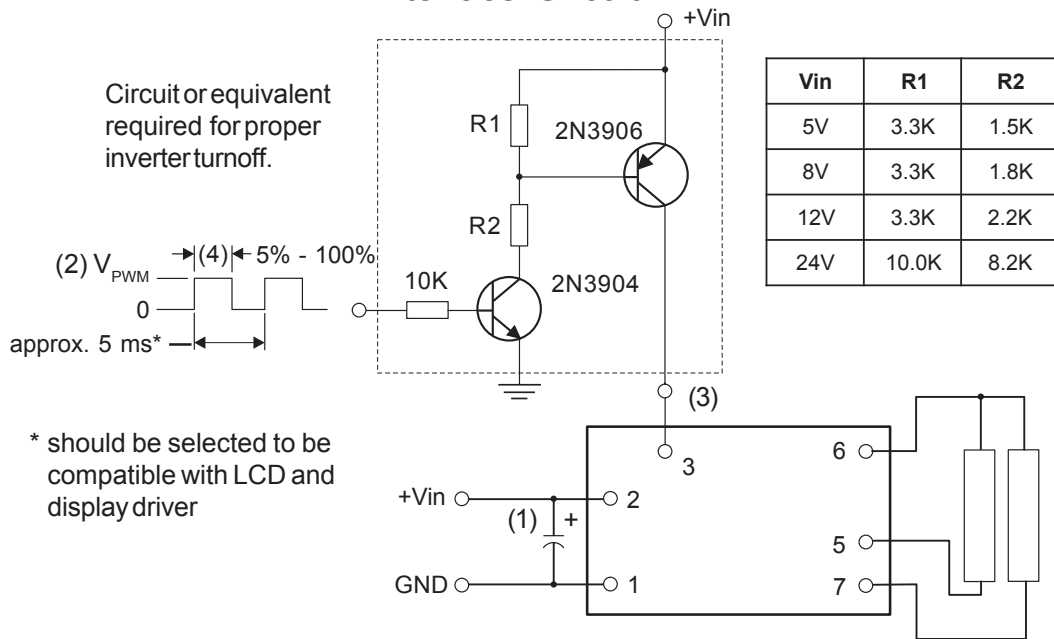 +Vin
Circuit or equivalent
required for proper
inverter turnoff.
R1
2N3906
R2
10K
2N3904
(2) VPWM
(4)
5% - 100%
0
approx. 5 ms*
* should be selected to be
compatible with LCD and
display driver
(3)
3
+Vin
(1)
+
2
GND
1
6
5
7
Vin R1 R2
5V 3.3K 1.5K
8V 3.3K 1.8K
12V 3.3K 2.2K
24V 10.0K 8.2K